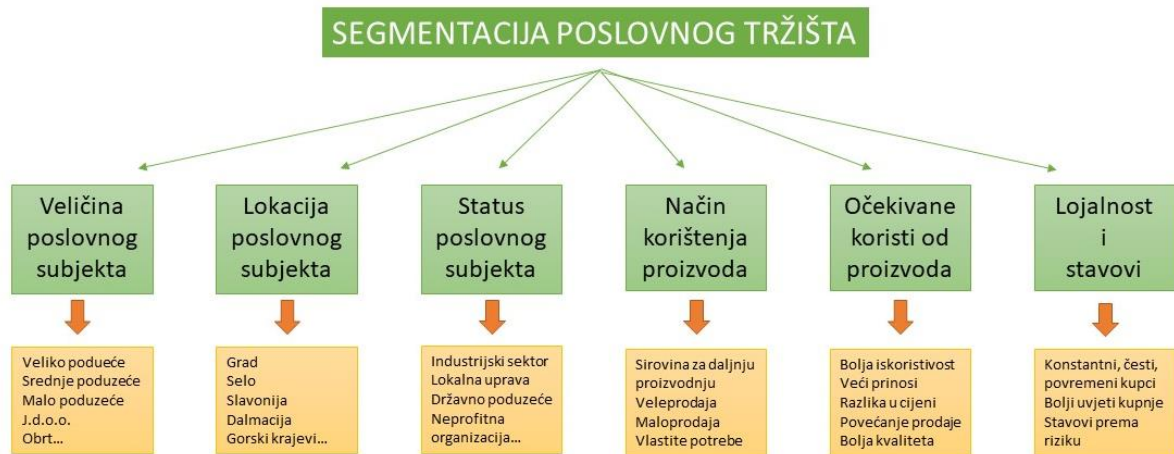 SEGMENTACIJA POSLOVNOG TRŽIŠTA
Veličina
poslovnog
subjekta
Lokacija
poslovnog
subjekta
Status
poslovnog
subjekta
Način
korištenja
proizvoda
Očekivane
koristi od
proizvoda
Lojalnost
i
stavovi
Veliko podueće
Srednje poduzeće
Malo poduzeće
J.d.o.o.
Obrt...
Grad
Selo
Slavonija
Dalmacija
Gorski krajevi...
Industrijski sektor
Lokalna uprava
Državno poduzeće
Neprofitna
organizacija...
Sirovina za daljnju
proizvodnju
Veleprodaja
Maloprodaja
Vlastite potrebe
Bolja iskoristivost
Veći prinosi
Razlika u cijeni
Povećanje prodaje
Bolja kvaliteta
Konstantni, česti,
povremeni kupci
Bolji uvjeti kupnje
Stavovi prema
riziku